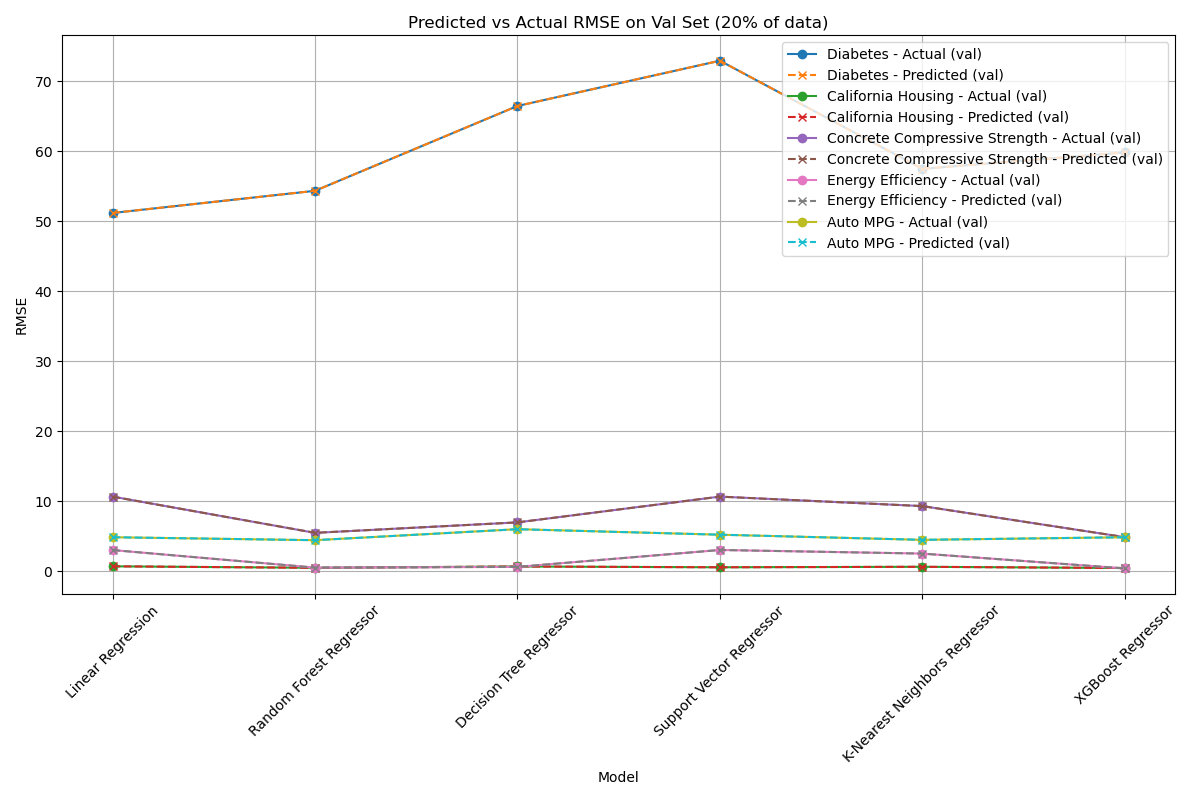 Predicted vs Actual RMSE on Val Set (20% of data)
Diabetes - Actual (val)
Diabetes - Predicted (val)
California Housing - Actual (val)
California Housing - Predicted (val)
Concrete Compressive Strength - Actual (val)
Concrete Compressive Strength - Predicted (val)
Energy Efficiency - Actual (val)
Energy Efficiency - Predicted (val)
Auto MPG - Actual (val)
Auto MPG - Predicted (val)
RMSE
70
60
50
40
30
20
10
0
Linear Regression
Random Forest Regressor
Decision Tree Regressor
Support Vector Regressor
K-Nearest Neighbors Regressor
XGBoost Regressor
Model